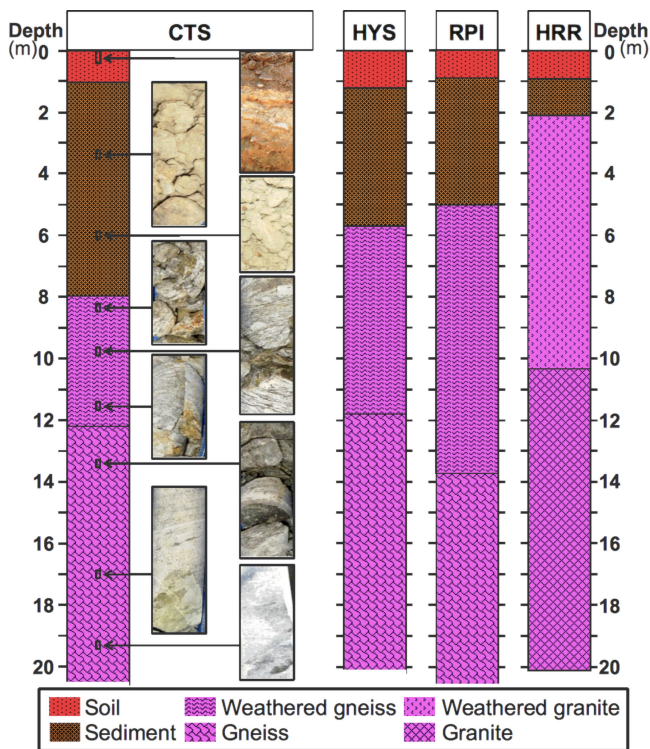 Depth CTS HYS RPI HRR Depth
(m) (m)
0 0
2 2
4 4
6 6
8 8
10 10
12 12
14 14
16 16
18 18
20 20
Soil Weathered gneiss Weathered granite
Sediment Gneiss Granite